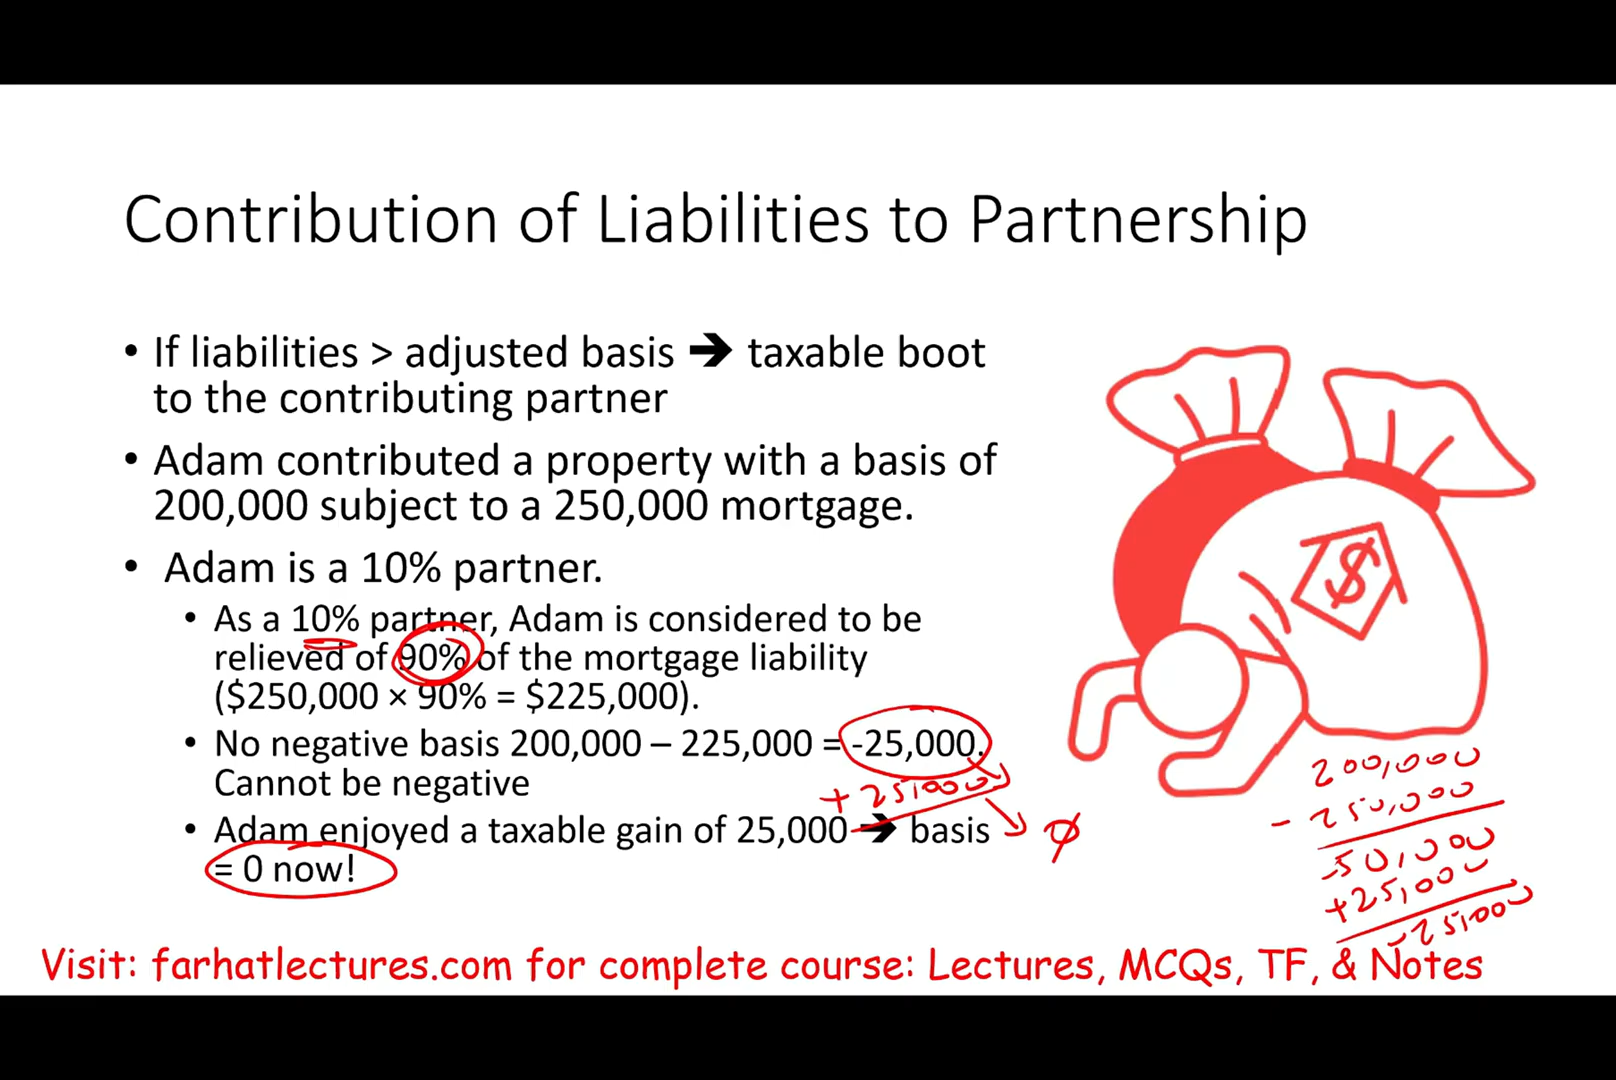 Contribution of Liabilities to Partnership
• If liabilities > adjusted basis ➔ taxable boot
to the contributing partner
• Adam contributed a property with a basis of
200,000 subject to a 250,000 mortgage.
• Adam is a 10% partner.
• As a 10% partner, Adam is considered to be
relieved of 90% of the mortgage liability
($250,000 × 90% = $225,000).
• No negative basis 200,000 – 225,000 = -25,000.
Cannot be negative
+25,000
• Adam enjoyed a taxable gain of 25,000 ➔ basis
= 0 now!
0
$
200,000
- 250,000
-50,000
+25,000
-25,000
Visit: farhatlectures.com for complete course: Lectures, MCQs, TF, & Notes